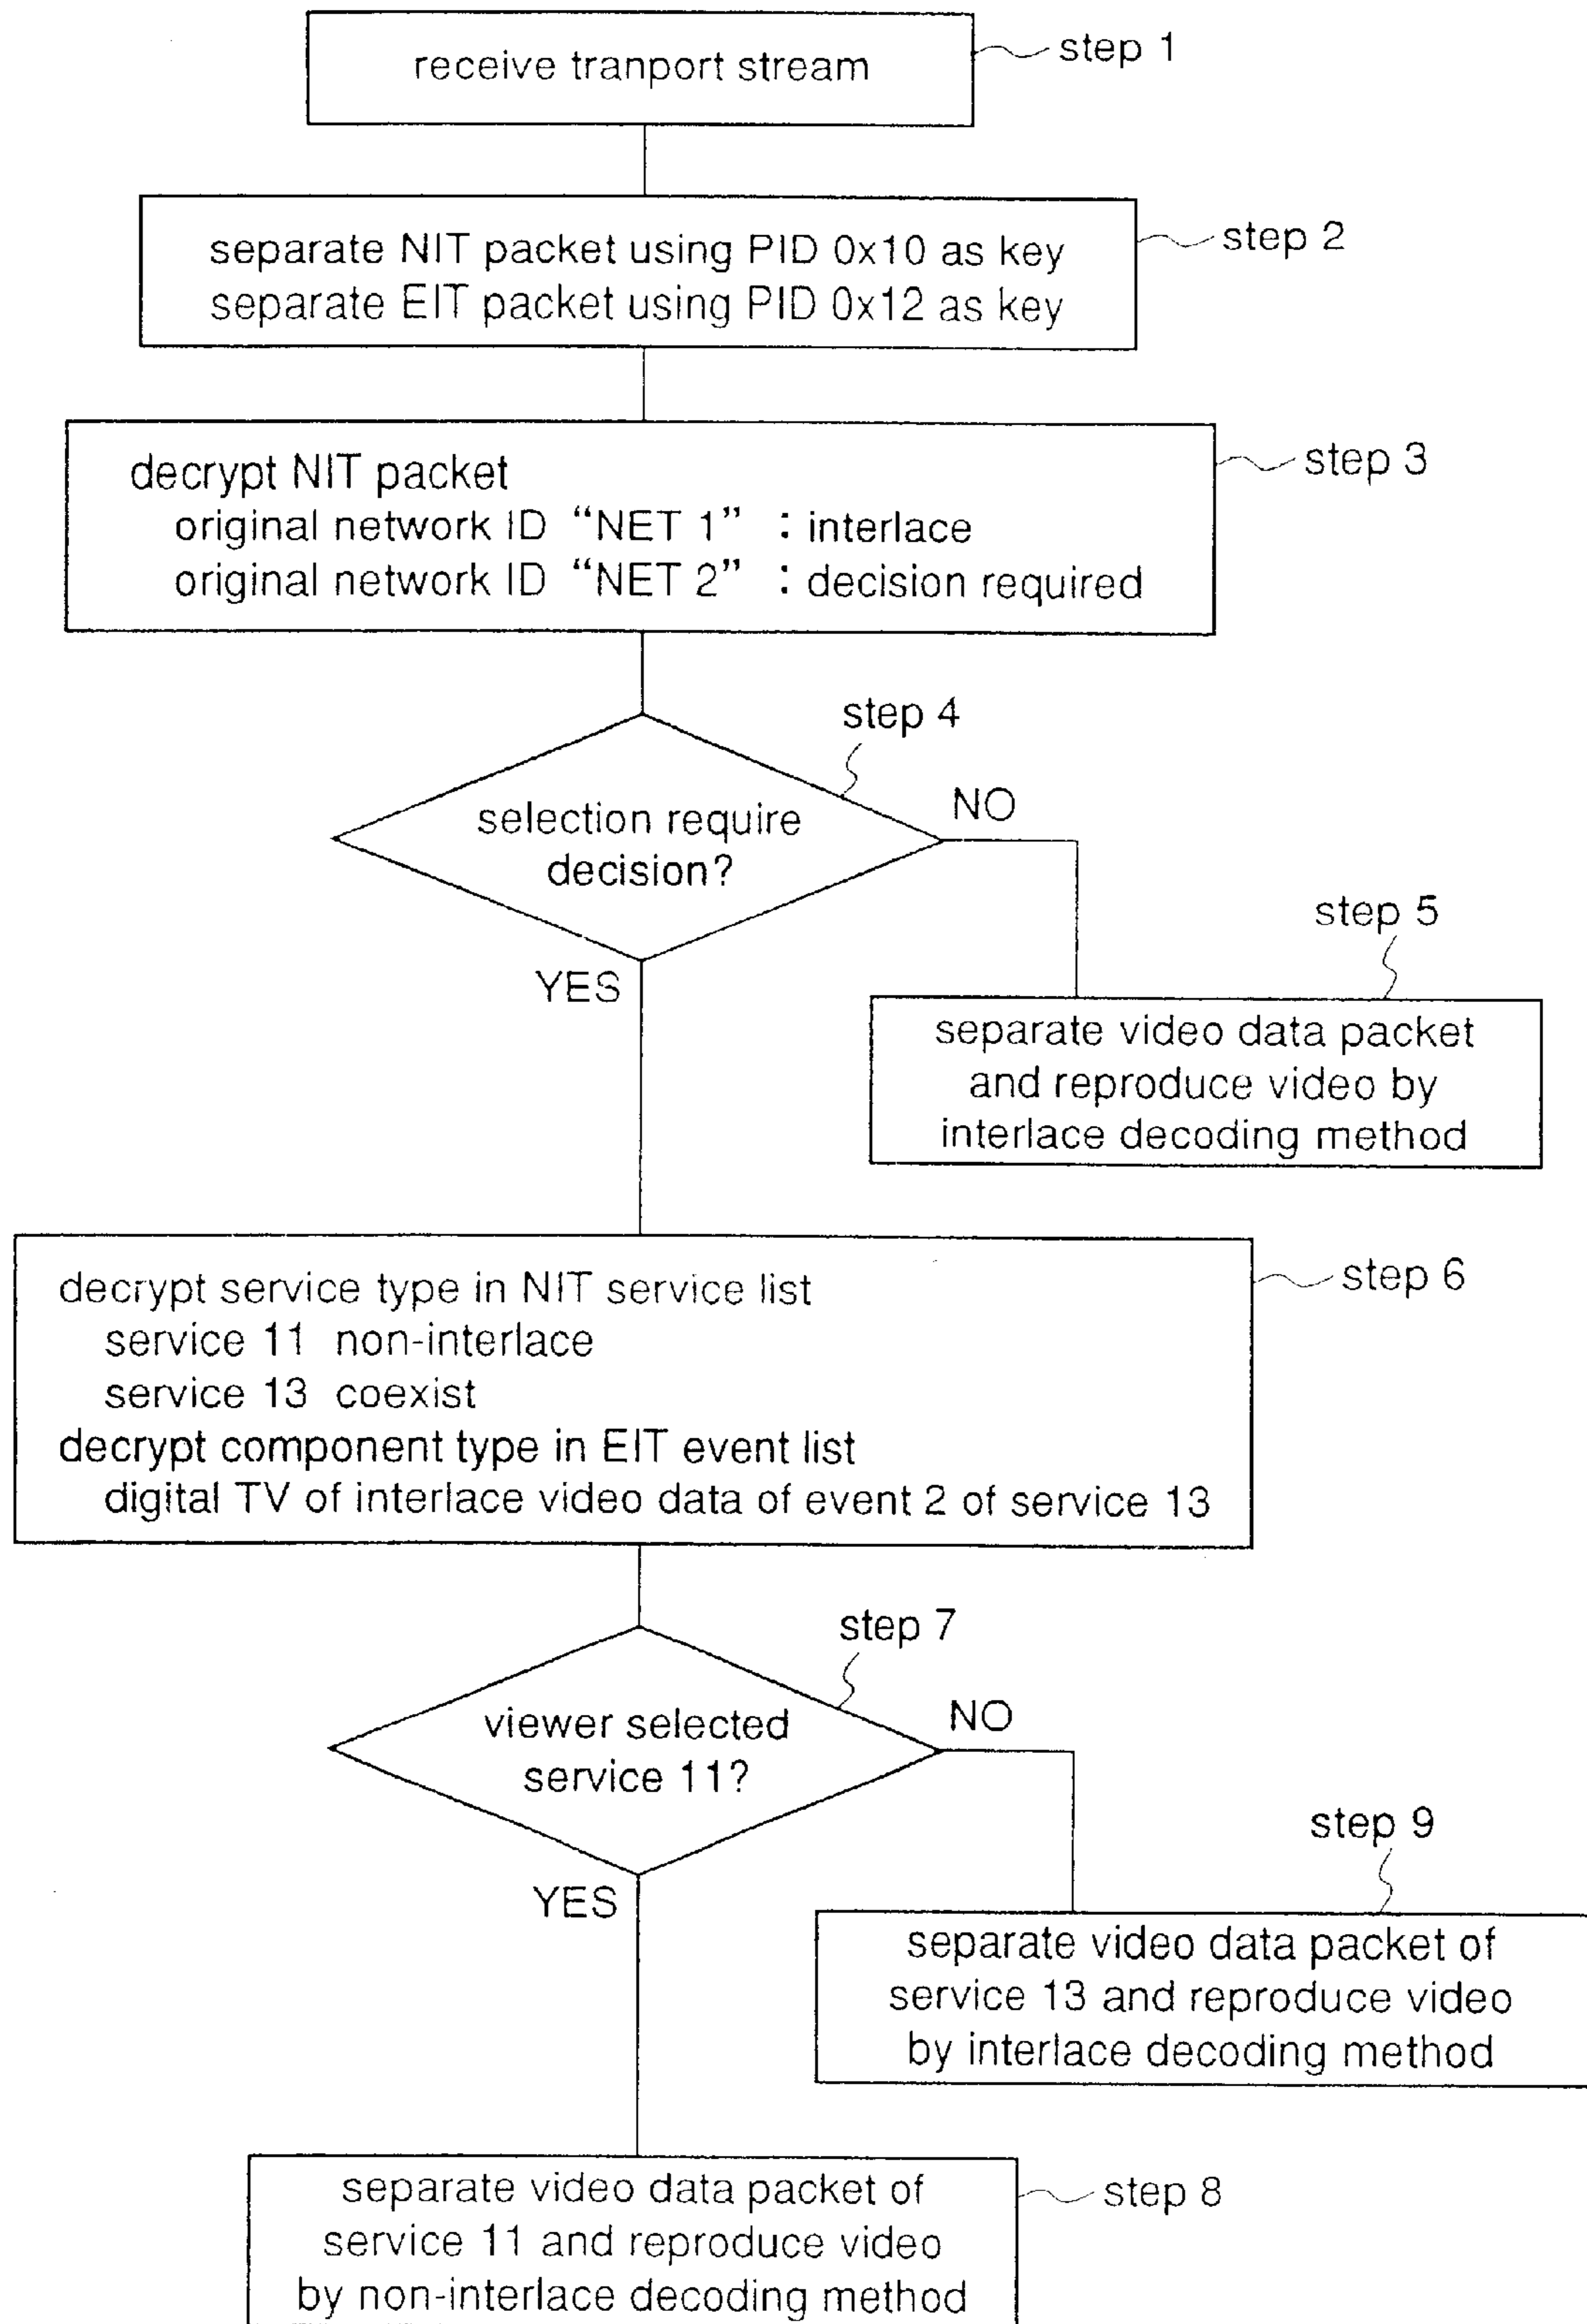 receive tranport stream
step 1
separate NIT packet using PID 0x10 as key
separate EIT packet using PID 0x12 as key
step 2
decrypt NIT packet
original network ID “NET 1” : interlace
original network ID “NET 2” : decision required
step 3
step 4
selection require
decision?
NO
YES
step 5
separate video data packet
and reproduce video by
interlace decoding method
decrypt service type in NIT service list
service 11 non-interlace
service 13 coexist
decrypt component type in EIT event list
digital TV of interlace video data of event 2 of service 13
step 6
step 7
viewer selected
service 11?
NO
YES
step 9
separate video data packet of
service 13 and reproduce video
by interlace decoding method
separate video data packet of
service 11 and reproduce video
by non-interlace decoding method
step 8